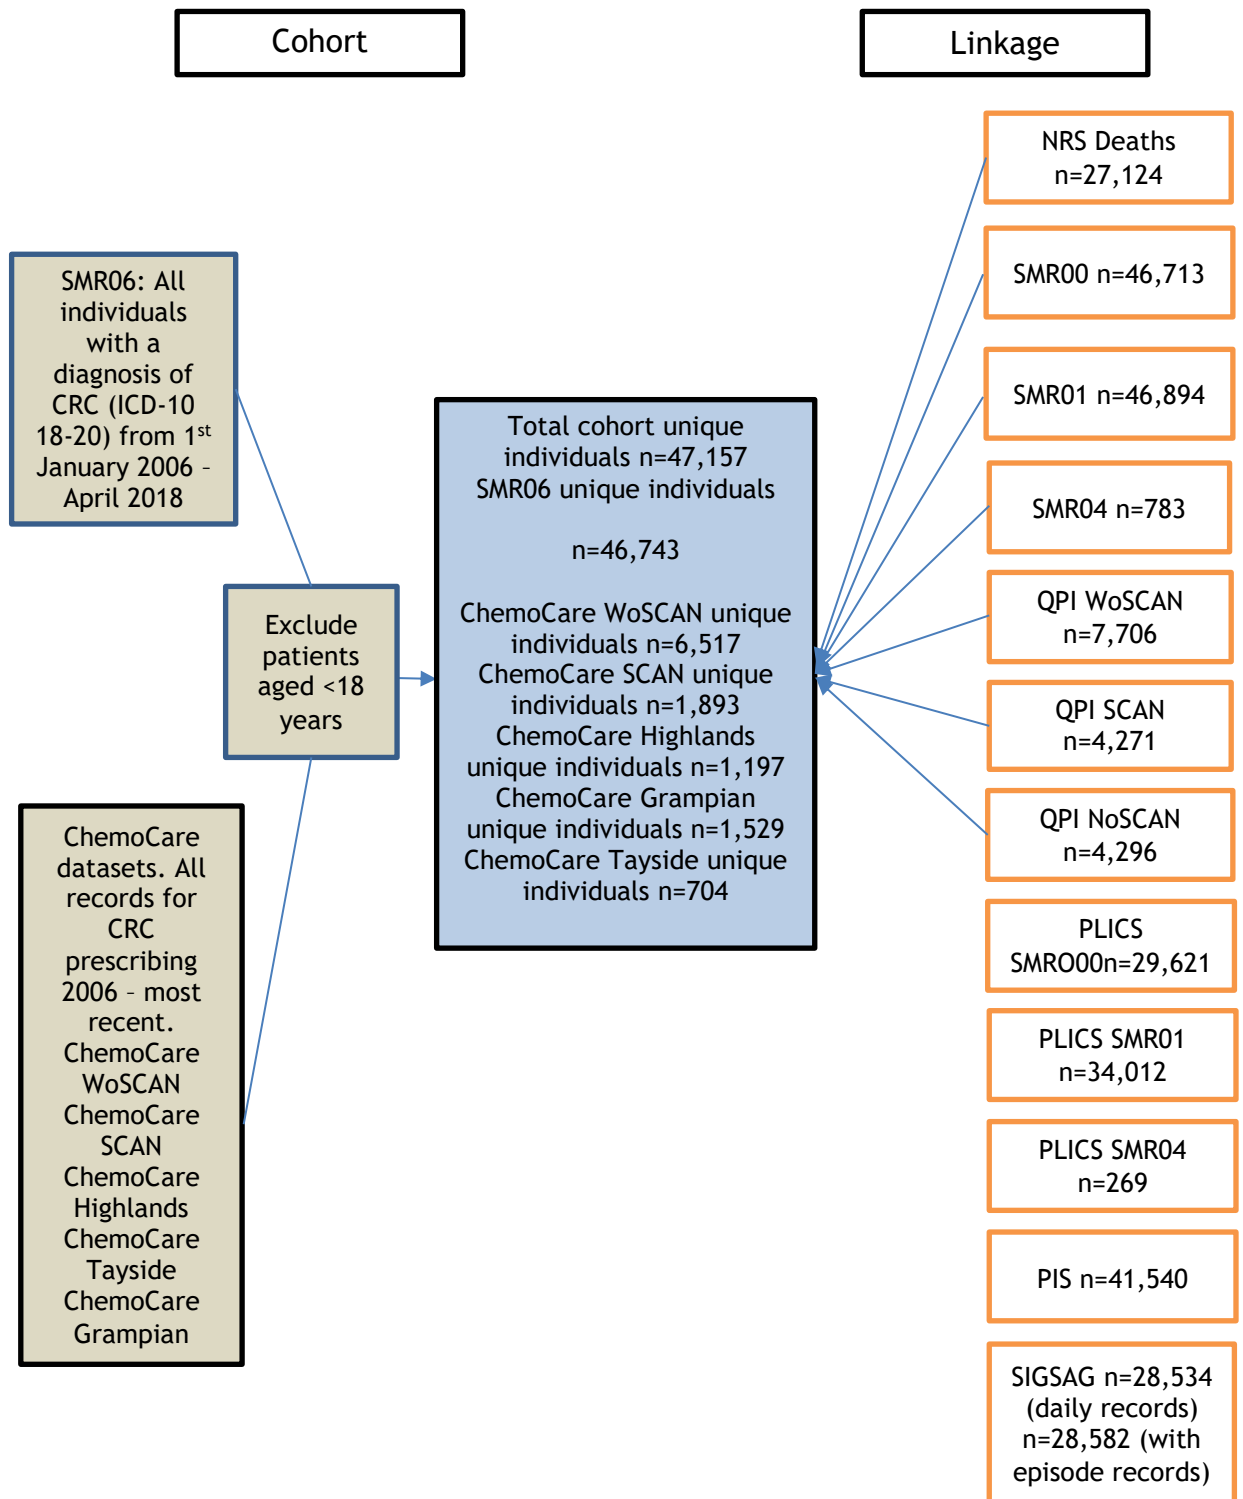 Cohort
Linkage
SMR06: All
individuals
with a
diagnosis of
CRC (ICD-10
18-20) from 1st
January 2006 –
April 2018
Exclude
patients
aged <18
years
ChemoCare
datasets. All
records for
CRC
prescribing
2006 – most
recent.
ChemoCare
WoSCAN
ChemoCare
SCAN
ChemoCare
Highlands
ChemoCare
Tayside
ChemoCare
Grampian
Total cohort unique
individuals n=47,157
SMR06 unique individuals
n=46,743
ChemoCare WoSCAN unique
individuals n=6,517
ChemoCare SCAN unique
individuals n=1,893
ChemoCare Highlands
unique individuals n=1,197
ChemoCare Grampian
unique individuals n=1,529
ChemoCare Tayside unique
individuals n=704
NRS Deaths
n=27,124
SMR00 n=46,713
SMR01 n=46,894
SMR04 n=783
QPI WoSCAN
n=7,706
QPI SCAN
n=4,271
QPI NoSCAN
n=4,296
PLICS
SMRO00n=29,621
PLICS SMR01
n=34,012
PLICS SMR04
n=269
PIS n=41,540
SIGSAG n=28,534
(daily records)
n=28,582 (with
episode records)